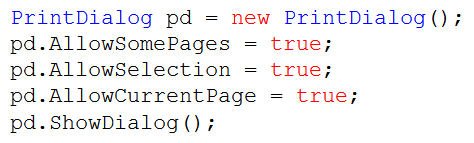 PrintDialog pd = new PrintDialog();
pd.AllowSomePages = true;
pd.AllowSelection = true;
pd.AllowCurrentPage = true;
pd.ShowDialog();